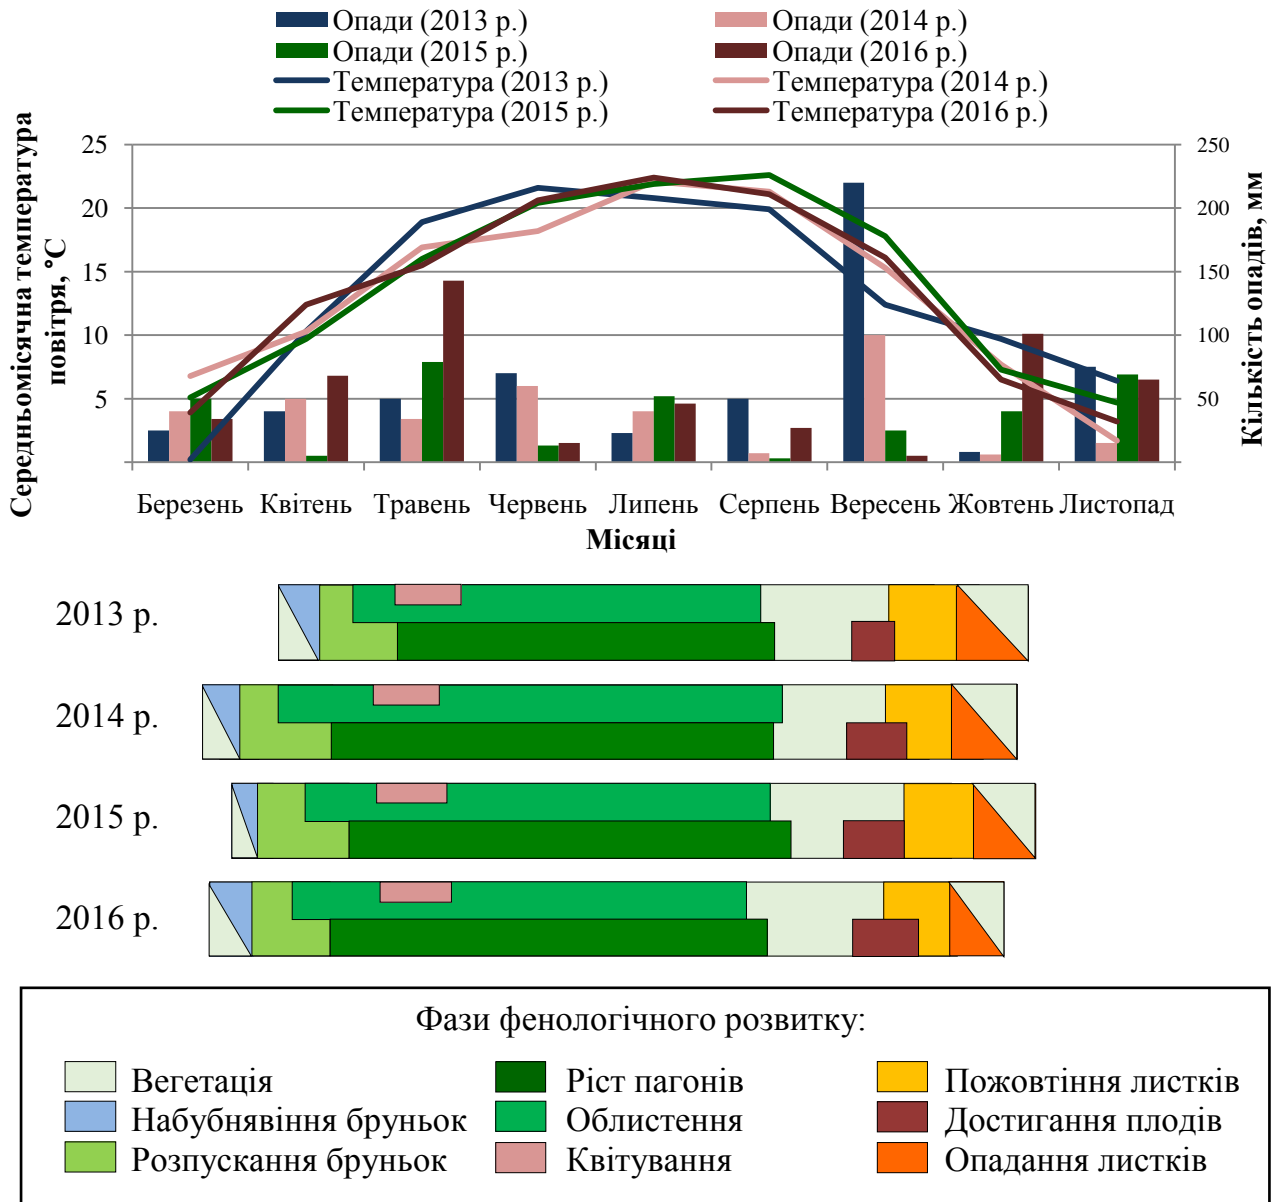 Опади (2013 р.) Опади (2014 р.)
Опади (2015 р.) Опади (2016 р.)
Температура (2013 р.) Температура (2014 р.)
Температура (2015 р.) Температура (2016 р.)
Середньомісячна температура
повітря, °С
25
20
15
10
5
250
200
150
100
50
Кількість опадів, мм
Березень Квітень Травень Червень Липень Серпень Вересень Жовтень Листопад
Місяці
2013 р.
2014 р.
2015 р.
2016 р.
Фази фенологічного розвитку:
Вегетація Ріст пагонів Пожовтіння листків
Набубнявіння бруньок Облистення Достигання плодів
Розпускання бруньок Квітування Опадання листків